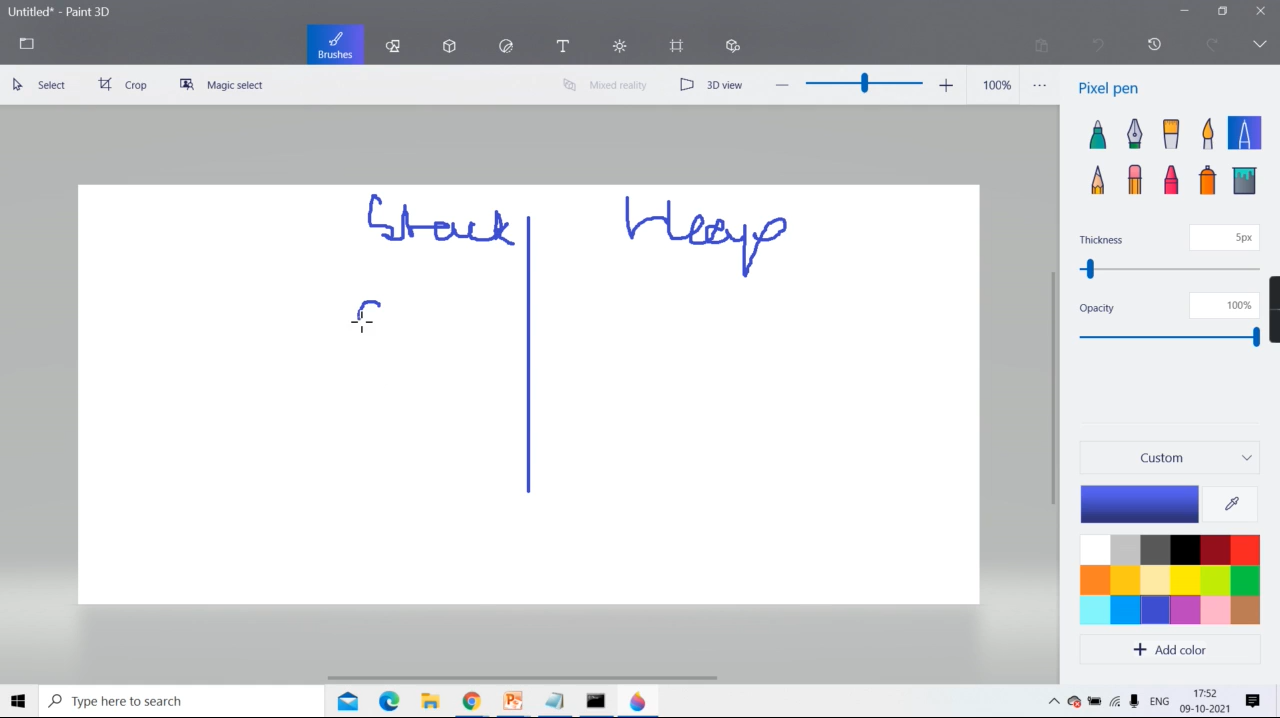 Untitled* - Paint 3D
Brushes
Select Crop Magic select Mixed reality 3D view 100%
Pixel pen
Thickness 5px
Opacity 100%
Stack Heap
Custom
Add color
Type here to search
ENG 17:52 09-10-2021